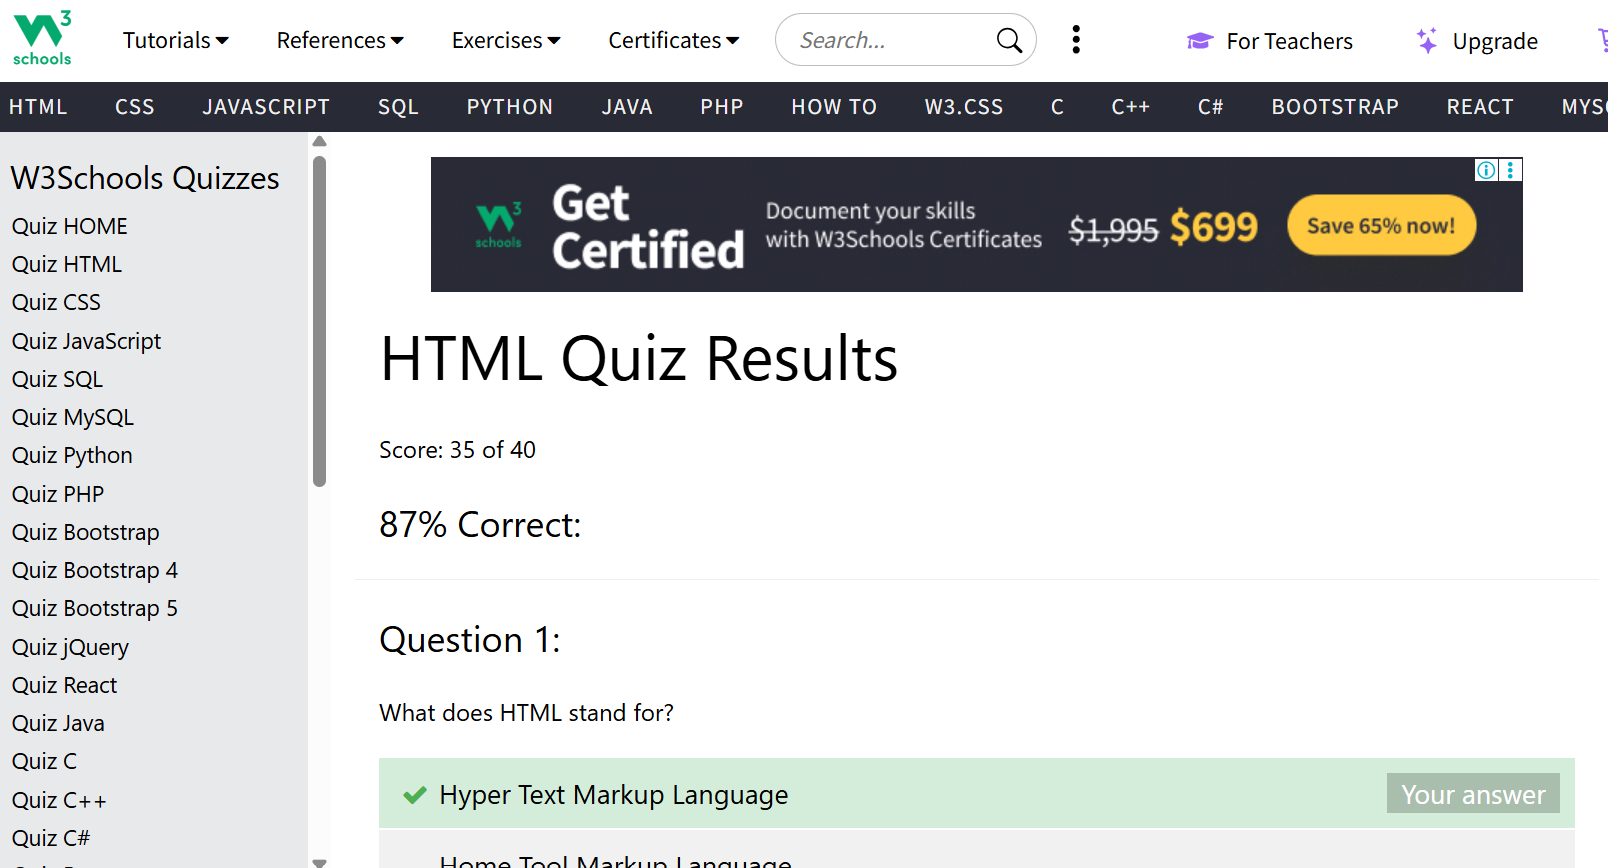 W3 schools
Tutorials
References
Exercises
Certificates
Search...
For Teachers
Upgrade
HTML CSS JAVASCRIPT SQL PYTHON JAVA PHP HOW TO W3.CSS C C++ C# BOOTSTRAP REACT
W3Schools Quizzes
Quiz HOME
Quiz HTML
Quiz CSS
Quiz JavaScript
Quiz SQL
Quiz MySQL
Quiz Python
Quiz PHP
Quiz Bootstrap
Quiz Bootstrap 4
Quiz Bootstrap 5
Quiz jQuery
Quiz React
Quiz Java
Quiz C
Quiz C++
Quiz C#
W3 schools
Get
Certified
Document your skills
with W3Schools Certificates
$1,995 $699
Save 65% now!
HTML Quiz Results
Score: 35 of 40
87% Correct:
Question 1:
What does HTML stand for?
Hyper Text Markup Language
Your answer
Home Tool Markup Language